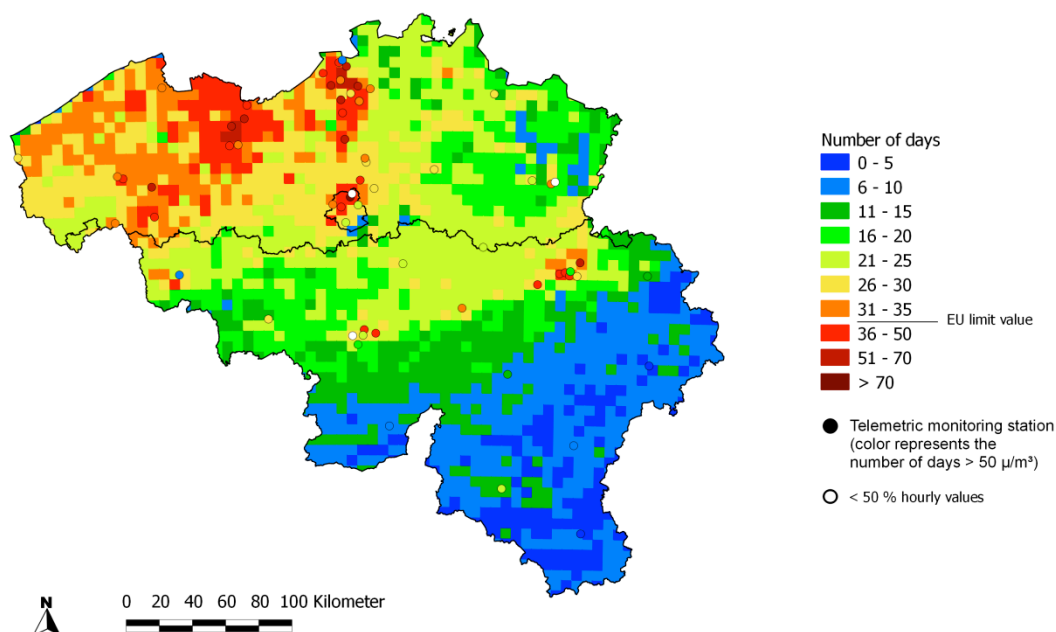 Number of days
0 - 5
6 - 10
11 - 15
16 - 20
21 - 25
26 - 30
31 - 35
EU limit value
36 - 50
51 - 70
> 70
Telemetric monitoring station
(color represents the
number of days > 50 µ/m³)
< 50 % hourly values
N
0 20 40 60 80 100 Kilometer